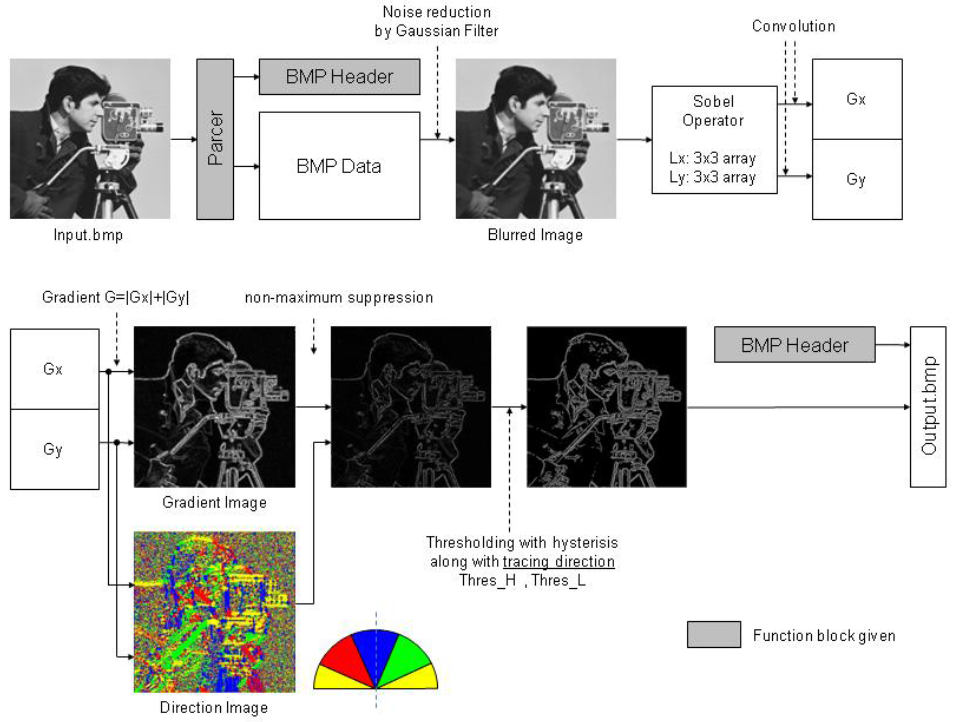 Noise reduction
by Gaussian Filter
Convolution
BMP Header
Parcer
BMP Data
Sobel
Operator
Lx: 3x3 array
Ly: 3x3 array
Gx
Gy
Input.bmp
Blurred Image
Gradient G=|Gx|+|Gy|
non-maximum suppression
Gx
Gy
BMP Header
Output.bmp
Gradient Image
Thresholding with hysterisis
along with tracing direction
Thres_H , Thres_L
Function block given
Direction Image